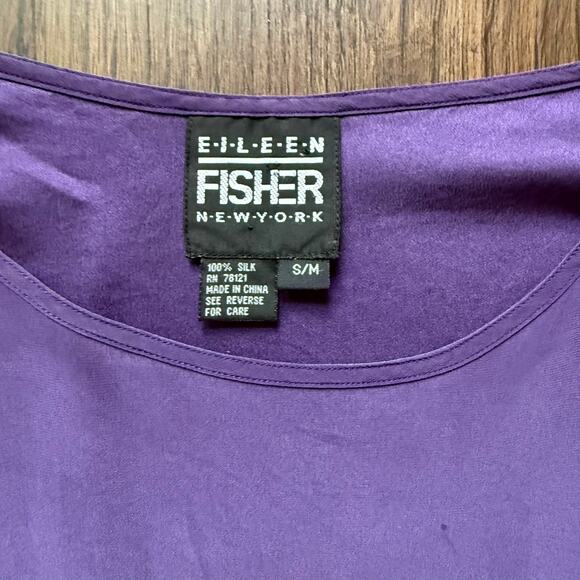 E·I·L·E·E·N
FISHER
N·E·W·Y·O·R·K
S/M
100% SILK
RN 78121
MADE IN CHINA
SEE REVERSE
FOR CARE